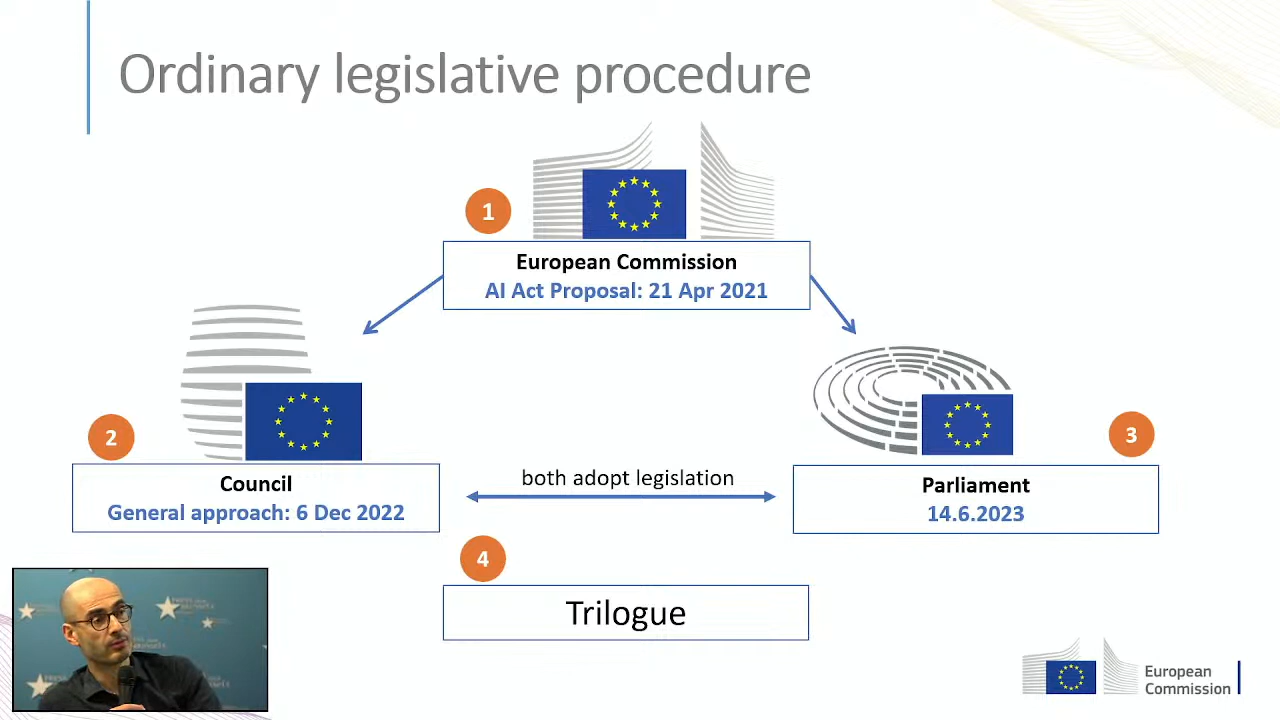 Ordinary legislative procedure
1
European Commission
AI Act Proposal: 21 Apr 2021
2
Council
General approach: 6 Dec 2022
both adopt legislation
3
Parliament
14.6.2023
4
Trilogue
European
Commission